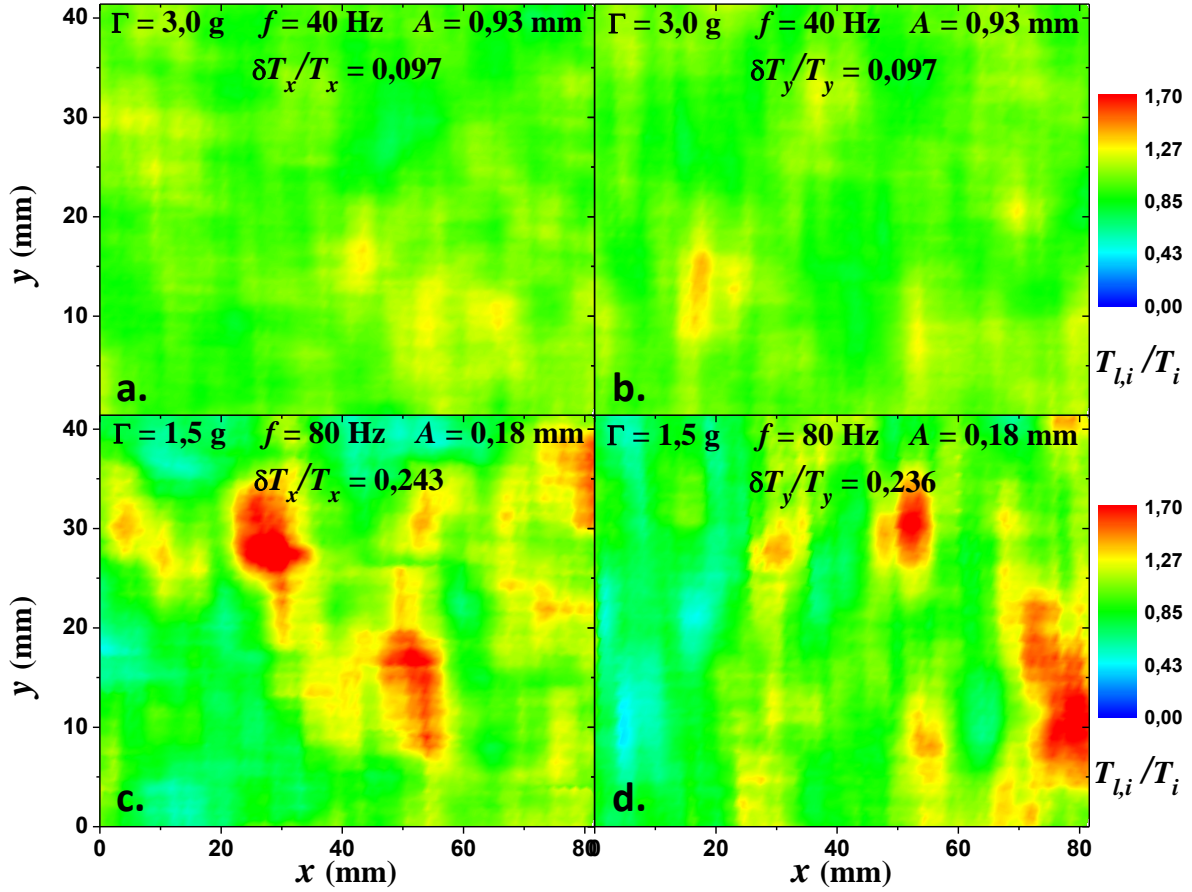 Γ = 3,0 g f = 40 Hz A = 0,93 mm
δTx/Tx = 0,097
a.
Γ = 3,0 g f = 40 Hz A = 0,93 mm
δTy/Ty = 0,097
b.
Γ = 1,5 g f = 80 Hz A = 0,18 mm
δTx/Tx = 0,243
c.
Γ = 1,5 g f = 80 Hz A = 0,18 mm
δTy/Ty = 0,236
d.
40
30
20
10
0
y (mm)
40
30
20
10
0
y (mm)
0 20 40 60 80
x (mm)
0 20 40 60 80
x (mm)
1,70
1,27
0,85
0,43
0,00
Tl,i /Ti
1,70
1,27
0,85
0,43
0,00
Tl,i /Ti